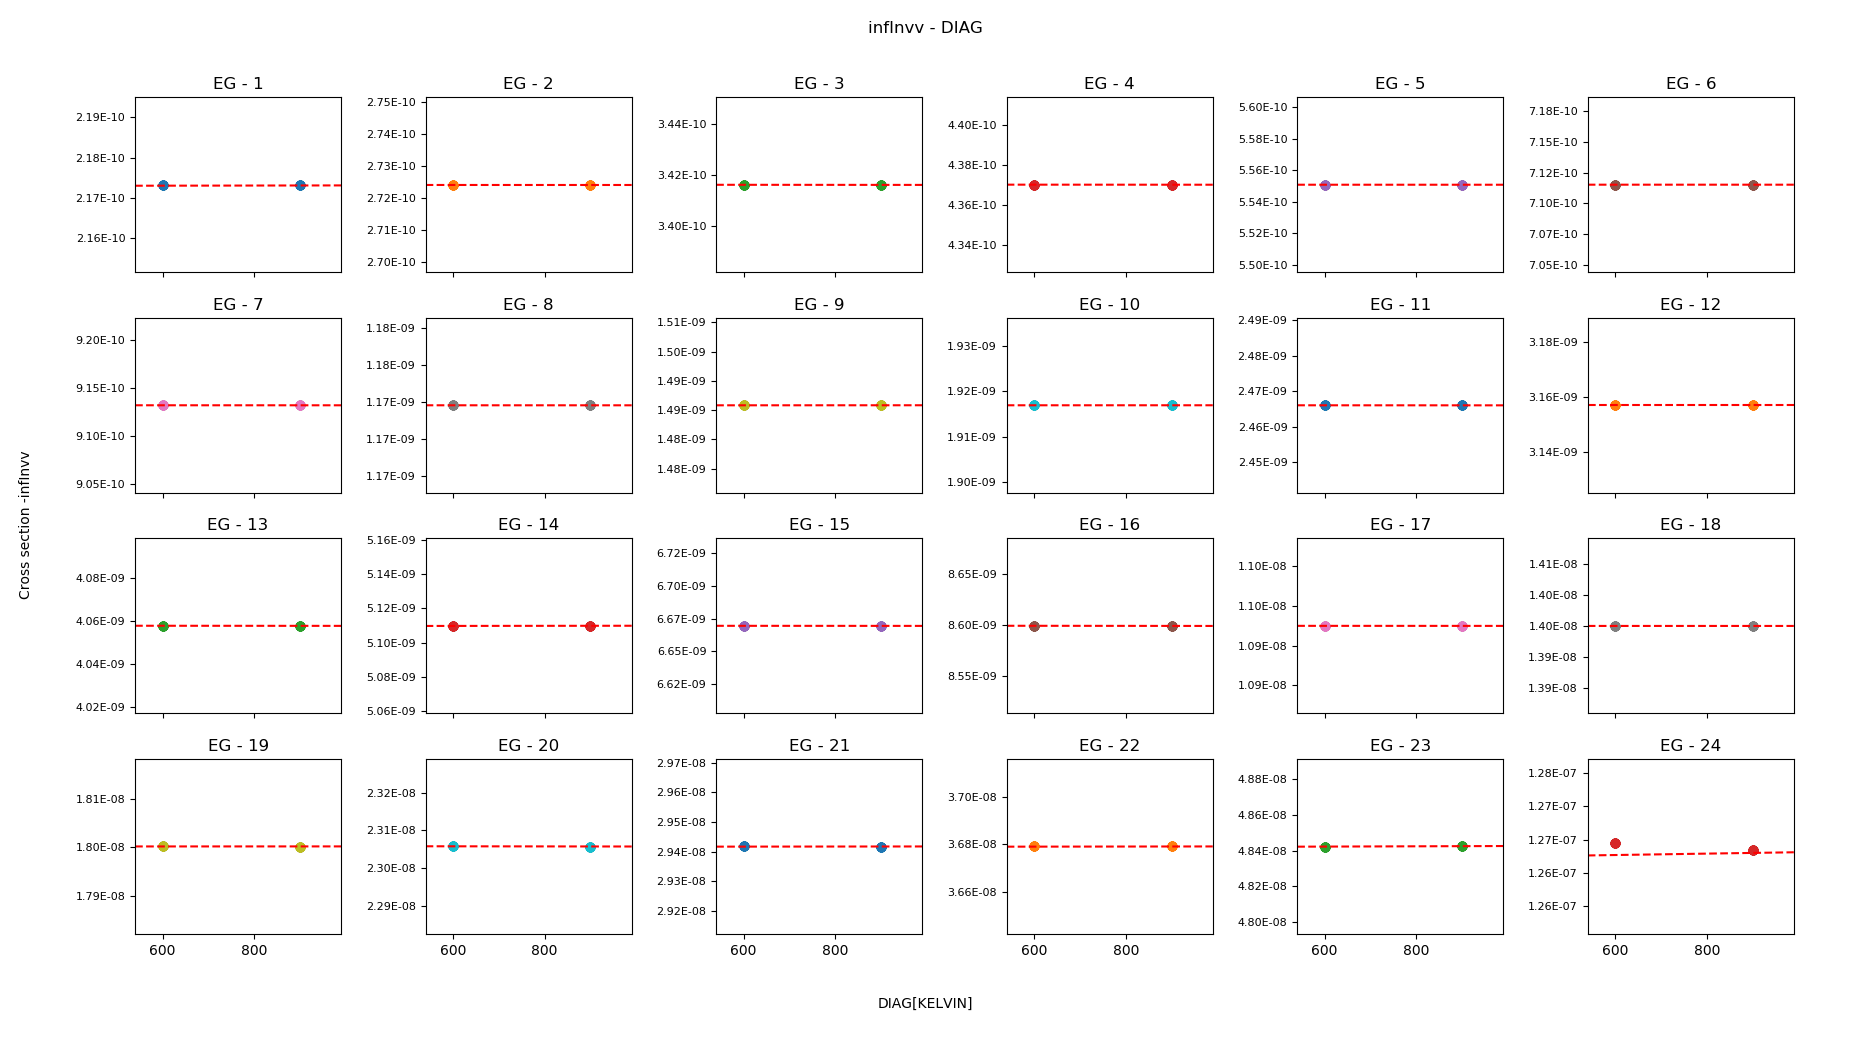 infInvv - DIAG
EG - 1
2.19E-10
2.18E-10
2.17E-10
2.16E-10
EG - 2
2.75E-10
2.74E-10
2.73E-10
2.72E-10
2.71E-10
2.70E-10
EG - 3
3.44E-10
3.42E-10
3.40E-10
EG - 4
4.40E-10
4.38E-10
4.36E-10
4.34E-10
EG - 5
5.60E-10
5.58E-10
5.56E-10
5.54E-10
5.52E-10
5.50E-10
EG - 6
7.18E-10
7.15E-10
7.12E-10
7.10E-10
7.07E-10
7.05E-10
EG - 7
9.20E-10
9.15E-10
9.10E-10
9.05E-10
EG - 8
1.18E-09
1.18E-09
1.17E-09
1.17E-09
1.17E-09
EG - 9
1.51E-09
1.50E-09
1.49E-09
1.49E-09
1.48E-09
1.48E-09
EG - 10
1.93E-09
1.92E-09
1.91E-09
1.90E-09
EG - 11
2.49E-09
2.48E-09
2.47E-09
2.46E-09
2.45E-09
EG - 12
3.18E-09
3.16E-09
3.14E-09
Cross section -infInvv
EG - 13
4.08E-09
4.06E-09
4.04E-09
4.02E-09
EG - 14
5.16E-09
5.14E-09
5.12E-09
5.10E-09
5.08E-09
5.06E-09
EG - 15
6.72E-09
6.70E-09
6.67E-09
6.65E-09
6.62E-09
EG - 16
8.65E-09
8.60E-09
8.55E-09
EG - 17
1.10E-08
1.10E-08
1.09E-08
1.09E-08
EG - 18
1.41E-08
1.40E-08
1.40E-08
1.39E-08
1.39E-08
EG - 19
1.81E-08
1.80E-08
1.79E-08
600 800
EG - 20
2.32E-08
2.31E-08
2.30E-08
2.29E-08
600 800
EG - 21
2.97E-08
2.96E-08
2.95E-08
2.94E-08
2.93E-08
2.92E-08
600 800
EG - 22
3.70E-08
3.68E-08
3.66E-08
600 800
EG - 23
4.88E-08
4.86E-08
4.84E-08
4.82E-08
4.80E-08
600 800
EG - 24
1.28E-07
1.27E-07
1.27E-07
1.26E-07
1.26E-07
600 800
DIAG[KELVIN]